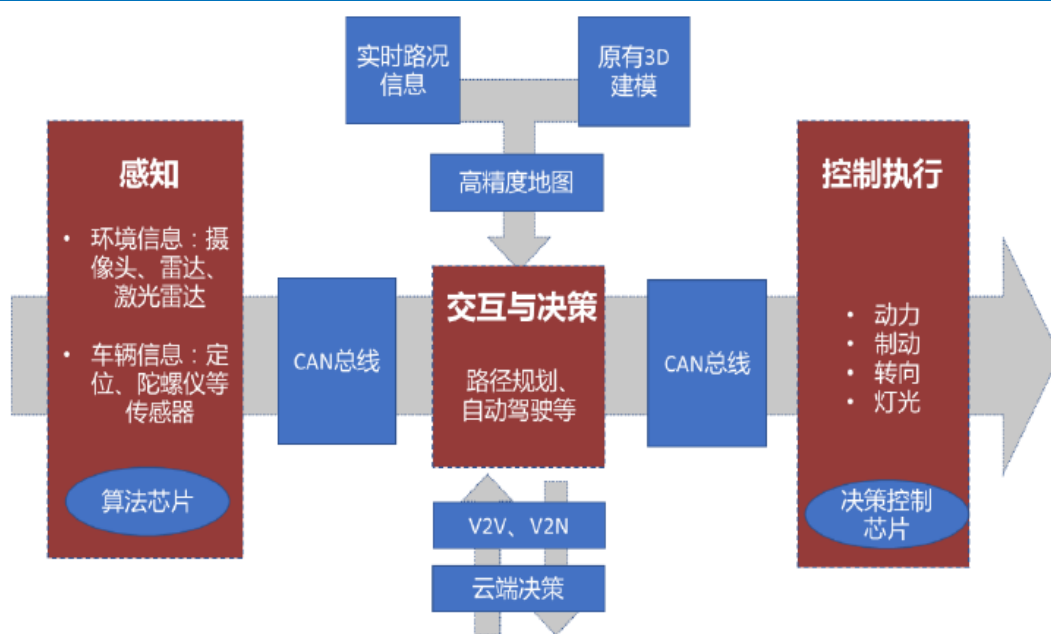 实时路况
信息
原有3D
建模
高精度地图
感知
• 环境信息：摄
像头、雷达、
激光雷达
• 车辆信息：定
位、陀螺仪等
传感器
算法芯片
CAN总线
交互与决策
路径规划、
自动驾驶等
CAN总线
控制执行
• 动力
• 制动
• 转向
• 灯光
决策控制
芯片
V2V、V2N
云端决策